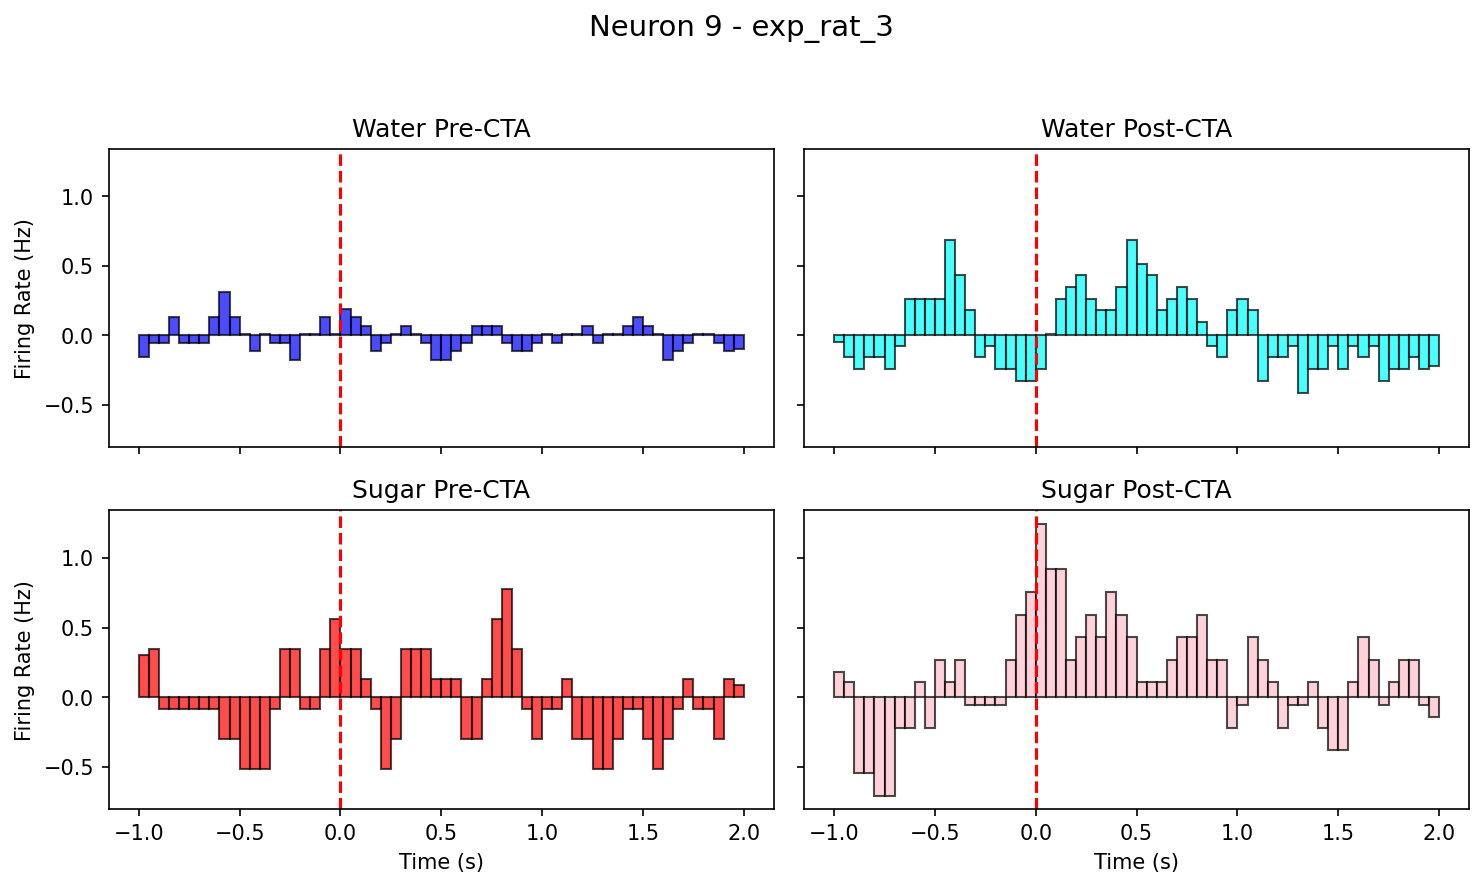 Neuron 9 - exp_rat_3
Water Pre-CTA
Water Post-CTA
Firing Rate (Hz)
1.0
0.5
0.0
−0.5
Sugar Pre-CTA
Sugar Post-CTA
Firing Rate (Hz)
1.0
0.5
0.0
−0.5
−1.0 −0.5 0.0 0.5 1.0 1.5 2.0
−1.0 −0.5 0.0 0.5 1.0 1.5 2.0
Time (s)
Time (s)